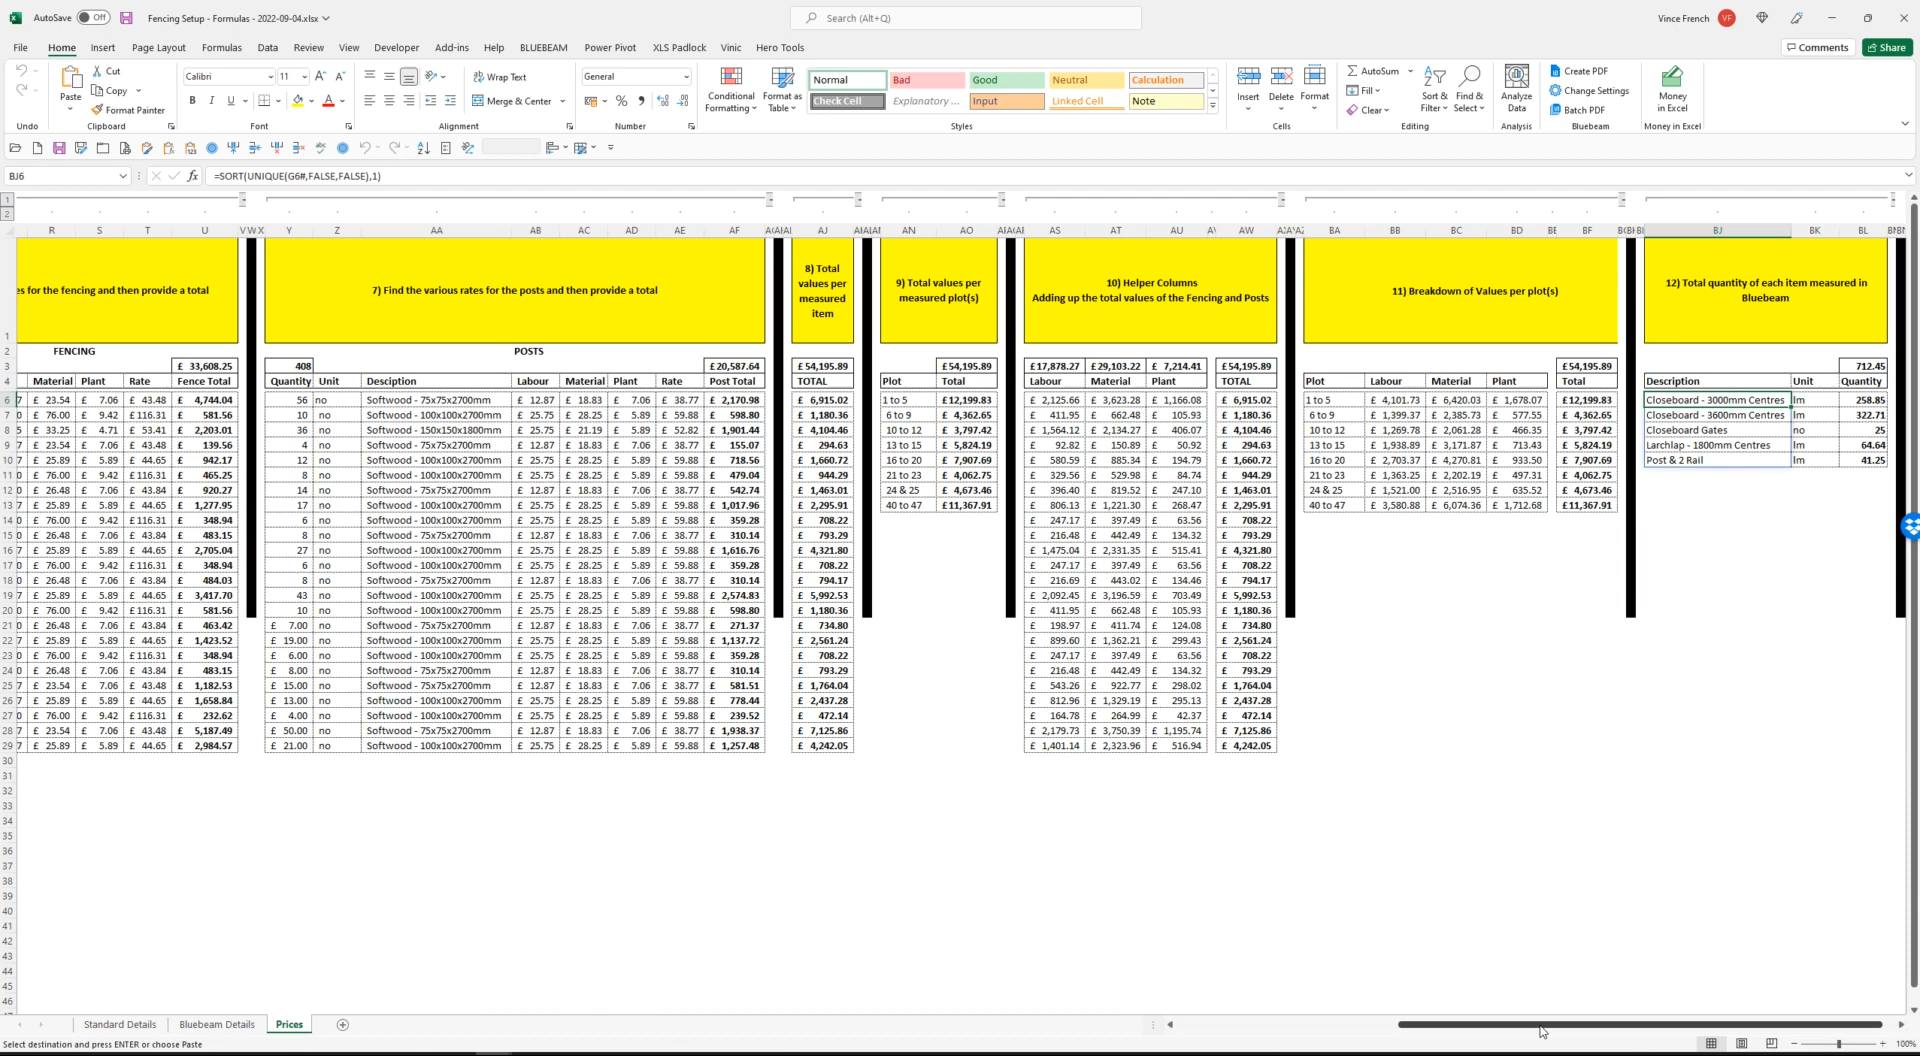 AutoSave Off Fencing Setup - Formulas - 2022-09-04.xlsx Search (Alt+Q) Vince French VF
File Home Insert Page Layout Formulas Data Review View Developer Add-ins Help BLUEBEAM Power Pivot XLS Padlock Vinic Hero Tools Comments Share
Paste Cut Copy Format Painter Calibri 11 Wrap Text Merge & Center General Conditional Formatting Format as Table Normal Bad Good Neutral Calculation Check Cell Explanatory ... Input Linked Cell Note Insert Delete Format AutoSum Fill Clear Sort & Filter Find & Select Analyze Data Create PDF Change Settings Batch PDF Money in Excel
Undo Clipboard Font Alignment Number Styles Cells Editing Analysis Bluebeam Money in Excel
BJ6 =SORT(UNIQUE(G6#,FALSE,FALSE),1)
1
2
R S T U Y Z AA AB AC AD AE AF AJ AN AO AS AT AU AW BA BB BC BD BE BF BJ BK BL
es for the fencing and then provide a total
7) Find the various rates for the posts and then provide a total
8) Total values per measured item
9) Total values per measured plot(s)
10) Helper Columns
Adding up the total values of the Fencing and Posts
11) Breakdown of Values per plot(s)
12) Total quantity of each item measured in Bluebeam
1
2 FENCING POSTS
3 £ 33,608.25 408 £20,587.64 £54,195.89 £54,195.89 £17,878.27 £29,103.22 £ 7,214.41 £54,195.89 £54,195.89 712.45
4 Material Plant Rate Fence Total Quantity Unit Desciption Labour Material Plant Rate Post Total TOTAL Plot Total Labour Material Plant TOTAL Plot Labour Material Plant Total Description Unit Quantity
6 7 £ 23.54 £ 7.06 £ 43.48 £ 4,744.04 56 no Softwood - 75x75x2700mm £ 12.87 £ 18.83 £ 7.06 £ 38.77 £ 2,170.98 £ 6,915.02 1 to 5 £12,199.83 £ 2,125.66 £ 3,623.28 £ 1,166.08 £ 6,915.02 1 to 5 £ 4,101.73 £ 6,420.03 £ 1,678.07 £12,199.83 Closeboard - 3000mm Centres lm 258.85
7 0 £ 76.00 £ 9.42 £116.31 £ 581.56 10 no Softwood - 100x100x2700mm £ 25.75 £ 28.25 £ 5.89 £ 59.88 £ 598.80 £ 1,180.36 6 to 9 £ 4,362.65 £ 411.95 £ 662.48 £ 105.93 £ 1,180.36 6 to 9 £ 1,399.37 £ 2,385.73 £ 577.55 £ 4,362.65 Closeboard - 3600mm Centres lm 322.71
8 5 £ 33.25 £ 4.71 £ 53.41 £ 2,203.01 36 no Softwood - 150x150x1800mm £ 25.75 £ 21.19 £ 5.89 £ 52.82 £ 1,901.44 £ 4,104.46 10 to 12 £ 3,797.42 £ 1,564.12 £ 2,134.27 £ 406.07 £ 4,104.46 10 to 12 £ 1,269.78 £ 2,061.28 £ 466.35 £ 3,797.42 Closeboard Gates no 25
9 7 £ 23.54 £ 7.06 £ 43.48 £ 139.56 4 no Softwood - 75x75x2700mm £ 12.87 £ 18.83 £ 7.06 £ 38.77 £ 155.07 £ 294.63 13 to 15 £ 5,824.19 £ 92.82 £ 150.89 £ 50.92 £ 294.63 13 to 15 £ 1,938.89 £ 3,171.87 £ 713.43 £ 5,824.19 Larchlap - 1800mm Centres lm 64.64
10 7 £ 25.89 £ 5.89 £ 44.65 £ 942.17 12 no Softwood - 100x100x2700mm £ 25.75 £ 28.25 £ 5.89 £ 59.88 £ 718.56 £ 1,660.72 16 to 20 £ 7,907.69 £ 580.59 £ 885.34 £ 194.79 £ 1,660.72 16 to 20 £ 2,703.37 £ 4,270.81 £ 933.50 £ 7,907.69 Post & 2 Rail lm 41.25
11 0 £ 76.00 £ 9.42 £116.31 £ 465.25 8 no Softwood - 100x100x2700mm £ 25.75 £ 28.25 £ 5.89 £ 59.88 £ 479.04 £ 944.29 21 to 23 £ 4,062.75 £ 329.56 £ 529.98 £ 84.74 £ 944.29 21 to 23 £ 1,363.25 £ 2,202.19 £ 497.31 £ 4,062.75
12 0 £ 26.48 £ 7.06 £ 43.84 £ 920.27 14 no Softwood - 75x75x2700mm £ 12.87 £ 18.83 £ 7.06 £ 38.77 £ 542.74 £ 1,463.01 24 & 25 £ 4,673.46 £ 396.40 £ 819.52 £ 247.10 £ 1,463.01 24 & 25 £ 1,521.00 £ 2,516.95 £ 635.52 £ 4,673.46
13 7 £ 25.89 £ 5.89 £ 44.65 £ 1,277.95 17 no Softwood - 100x100x2700mm £ 25.75 £ 28.25 £ 5.89 £ 59.88 £ 1,017.96 £ 2,295.91 40 to 47 £11,367.91 £ 806.13 £ 1,221.30 £ 268.47 £ 2,295.91 40 to 47 £ 3,580.88 £ 6,074.36 £ 1,712.68 £11,367.91
14 0 £ 76.00 £ 9.42 £116.31 £ 348.94 6 no Softwood - 100x100x2700mm £ 25.75 £ 28.25 £ 5.89 £ 59.88 £ 359.28 £ 708.22 £ 247.17 £ 397.49 £ 63.56 £ 708.22
15 0 £ 26.48 £ 7.06 £ 43.84 £ 483.15 8 no Softwood - 75x75x2700mm £ 12.87 £ 18.83 £ 7.06 £ 38.77 £ 310.14 £ 793.29 £ 216.48 £ 442.49 £ 134.32 £ 793.29
16 7 £ 25.89 £ 5.89 £ 44.65 £ 2,705.04 27 no Softwood - 100x100x2700mm £ 25.75 £ 28.25 £ 5.89 £ 59.88 £ 1,616.76 £ 4,321.80 £ 1,475.04 £ 2,331.35 £ 515.41 £ 4,321.80
17 0 £ 76.00 £ 9.42 £116.31 £ 348.94 6 no Softwood - 100x100x2700mm £ 25.75 £ 28.25 £ 5.89 £ 59.88 £ 359.28 £ 708.22 £ 247.17 £ 397.49 £ 63.56 £ 708.22
18 0 £ 26.48 £ 7.06 £ 43.84 £ 484.03 8 no Softwood - 75x75x2700mm £ 12.87 £ 18.83 £ 7.06 £ 38.77 £ 310.14 £ 794.17 £ 216.69 £ 443.02 £ 134.46 £ 794.17
19 7 £ 25.89 £ 5.89 £ 44.65 £ 3,417.70 43 no Softwood - 100x100x2700mm £ 25.75 £ 28.25 £ 5.89 £ 59.88 £ 2,574.83 £ 5,992.53 £ 2,092.45 £ 3,196.59 £ 703.49 £ 5,992.53
20 0 £ 76.00 £ 9.42 £116.31 £ 581.56 10 no Softwood - 100x100x2700mm £ 25.75 £ 28.25 £ 5.89 £ 59.88 £ 598.80 £ 1,180.36 £ 411.95 £ 662.48 £ 105.93 £ 1,180.36
21 0 £ 26.48 £ 7.06 £ 43.84 £ 463.42 £ 7.00 no Softwood - 75x75x2700mm £ 12.87 £ 18.83 £ 7.06 £ 38.77 £ 271.37 £ 734.80 £ 198.97 £ 411.74 £ 124.08 £ 734.80
22 7 £ 25.89 £ 5.89 £ 44.65 £ 1,423.52 £ 19.00 no Softwood - 100x100x2700mm £ 25.75 £ 28.25 £ 5.89 £ 59.88 £ 1,137.72 £ 2,561.24 £ 899.60 £ 1,362.21 £ 299.43 £ 2,561.24
23 0 £ 76.00 £ 9.42 £116.31 £ 348.94 £ 6.00 no Softwood - 100x100x2700mm £ 25.75 £ 28.25 £ 5.89 £ 59.88 £ 359.28 £ 708.22 £ 247.17 £ 397.49 £ 63.56 £ 708.22
24 0 £ 26.48 £ 7.06 £ 43.84 £ 483.15 £ 8.00 no Softwood - 75x75x2700mm £ 12.87 £ 18.83 £ 7.06 £ 38.77 £ 310.14 £ 793.29 £ 216.48 £ 442.49 £ 134.32 £ 793.29
25 7 £ 23.54 £ 7.06 £ 43.48 £ 1,182.53 £ 15.00 no Softwood - 75x75x2700mm £ 12.87 £ 18.83 £ 7.06 £ 38.77 £ 581.51 £ 1,764.04 £ 543.26 £ 922.77 £ 298.02 £ 1,764.04
26 7 £ 25.89 £ 5.89 £ 44.65 £ 1,658.84 £ 13.00 no Softwood - 100x100x2700mm £ 25.75 £ 28.25 £ 5.89 £ 59.88 £ 778.44 £ 2,437.28 £ 812.96 £ 1,329.19 £ 295.13 £ 2,437.28
27 0 £ 76.00 £ 9.42 £116.31 £ 232.62 £ 4.00 no Softwood - 100x100x2700mm £ 25.75 £ 28.25 £ 5.89 £ 59.88 £ 239.52 £ 472.14 £ 164.78 £ 264.99 £ 42.37 £ 472.14
28 7 £ 23.54 £ 7.06 £ 43.48 £ 5,187.49 £ 50.00 no Softwood - 75x75x2700mm £ 12.87 £ 18.83 £ 7.06 £ 38.77 £ 1,938.37 £ 7,125.86 £ 2,179.73 £ 3,750.39 £ 1,195.74 £ 7,125.86
29 7 £ 25.89 £ 5.89 £ 44.65 £ 2,984.57 £ 21.00 no Softwood - 100x100x2700mm £ 25.75 £ 28.25 £ 5.89 £ 59.88 £ 1,257.48 £ 4,242.05 £ 1,401.14 £ 2,323.96 £ 516.94 £ 4,242.05
30
31
32
33
34
35
36
37
38
39
40
41
42
43
44
45
46
Standard Details Bluebeam Details Prices
Select destination and press ENTER or choose Paste 100%